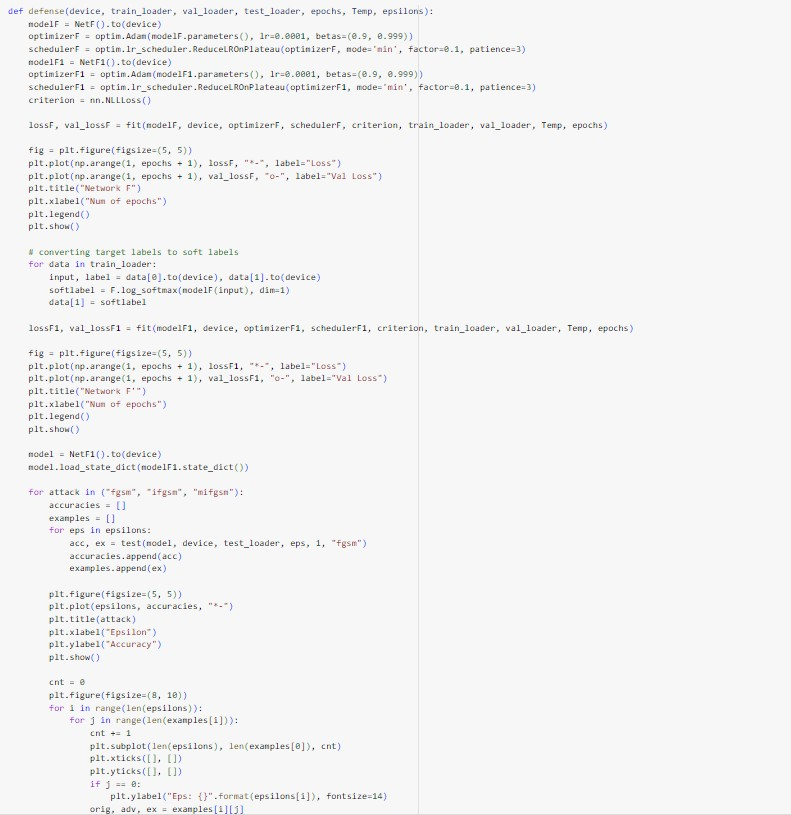 def defense(device, train_loader, val_loader, test_loader, epochs, Temp, epsilons):
    modelF = NetF().to(device)
    optimizerF = optim.Adam(modelF.parameters(), lr=0.0001, betas=(0.9, 0.999))
    schedulerF = optim.lr_scheduler.ReduceLROnPlateau(optimizerF, mode='min', factor=0.1, patience=3)
    modelF1 = NetF1().to(device)
    optimizerF1 = optim.Adam(modelF1.parameters(), lr=0.0001, betas=(0.9, 0.999))
    schedulerF1 = optim.lr_scheduler.ReduceLROnPlateau(optimizerF1, mode='min', factor=0.1, patience=3)
    criterion = nn.NLLLoss()

    lossF, val_lossF = fit(modelF, device, optimizerF, schedulerF, criterion, train_loader, val_loader, Temp, epochs)

    fig = plt.figure(figsize=(5, 5))
    plt.plot(np.arange(1, epochs + 1), lossF, "*-", label="Loss")
    plt.plot(np.arange(1, epochs + 1), val_lossF, "o-", label="Val Loss")
    plt.title("Network F")
    plt.xlabel("Num of epochs")
    plt.legend()
    plt.show()

    # converting target labels to soft labels
    for data in train_loader:
        input, label = data[0].to(device), data[1].to(device)
        softlabel = F.log_softmax(modelF(input), dim=1)
        data[1] = softlabel

    lossF1, val_lossF1 = fit(modelF1, device, optimizerF1, schedulerF1, criterion, train_loader, val_loader, Temp, epochs)

    fig = plt.figure(figsize=(5, 5))
    plt.plot(np.arange(1, epochs + 1), lossF1, "*-", label="Loss")
    plt.plot(np.arange(1, epochs + 1), val_lossF1, "o-", label="Val Loss")
    plt.title("Network F'")
    plt.xlabel("Num of epochs")
    plt.legend()
    plt.show()

    model = NetF1().to(device)
    model.load_state_dict(modelF1.state_dict())

    for attack in ("fgsm", "ifgsm", "mifgsm"):
        accuracies = []
        examples = []
        for eps in epsilons:
            acc, ex = test(model, device, test_loader, eps, 1, "fgsm")
            accuracies.append(acc)
            examples.append(ex)

        plt.figure(figsize=(5, 5))
        plt.plot(epsilons, accuracies, "*-")
        plt.title(attack)
        plt.xlabel("Epsilon")
        plt.ylabel("Accuracy")
        plt.show()

        cnt = 0
        plt.figure(figsize=(8, 10))
        for i in range(len(epsilons)):
            for j in range(len(examples[i])):
                cnt += 1
                plt.subplot(len(epsilons), len(examples[0]), cnt)
                plt.xticks([], [])
                plt.yticks([], [])
                if j == 0:
                    plt.ylabel("Eps: {}".format(epsilons[i]), fontsize=14)
                orig, adv, ex = examples[i][j]